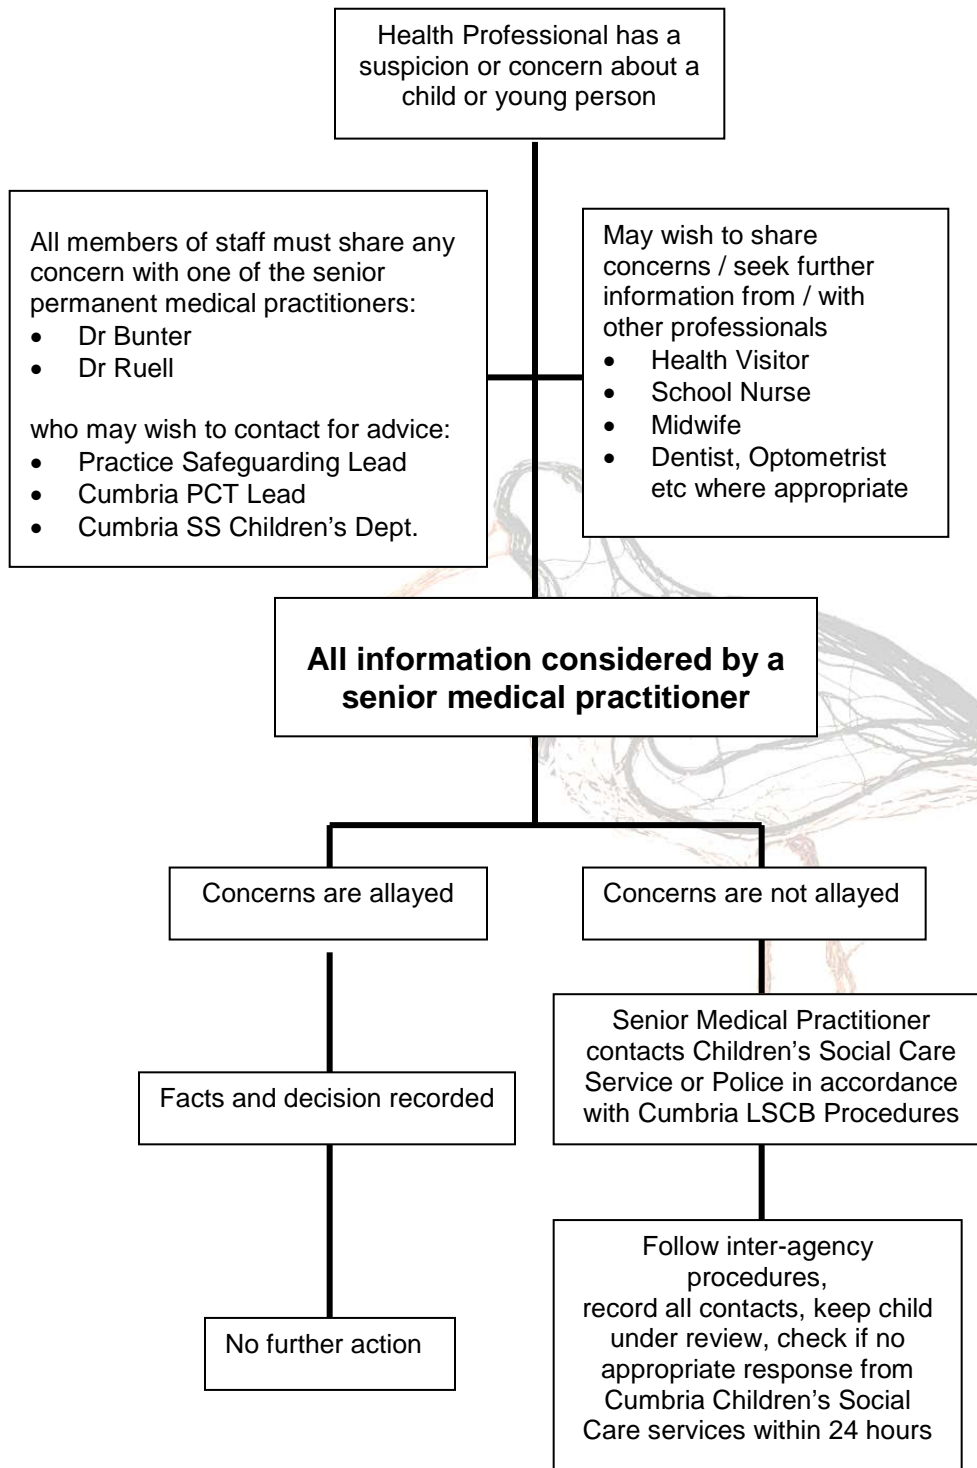 Health Professional has a
suspicion or concern about a
child or young person
All members of staff must share any
concern with one of the senior
permanent medical practitioners:
• Dr Bunter
• Dr Ruell
who may wish to contact for advice:
• Practice Safeguarding Lead
• Cumbria PCT Lead
• Cumbria SS Children’s Dept.
May wish to share
concerns / seek further
information from / with
other professionals
• Health Visitor
• School Nurse
• Midwife
• Dentist, Optometrist
etc where appropriate
All information considered by a
senior medical practitioner
Concerns are allayed
Concerns are not allayed
Facts and decision recorded
Senior Medical Practitioner
contacts Children’s Social Care
Service or Police in accordance
with Cumbria LSCB Procedures
No further action
Follow inter-agency
procedures,
record all contacts, keep child
under review, check if no
appropriate response from
Cumbria Children’s Social
Care services within 24 hours